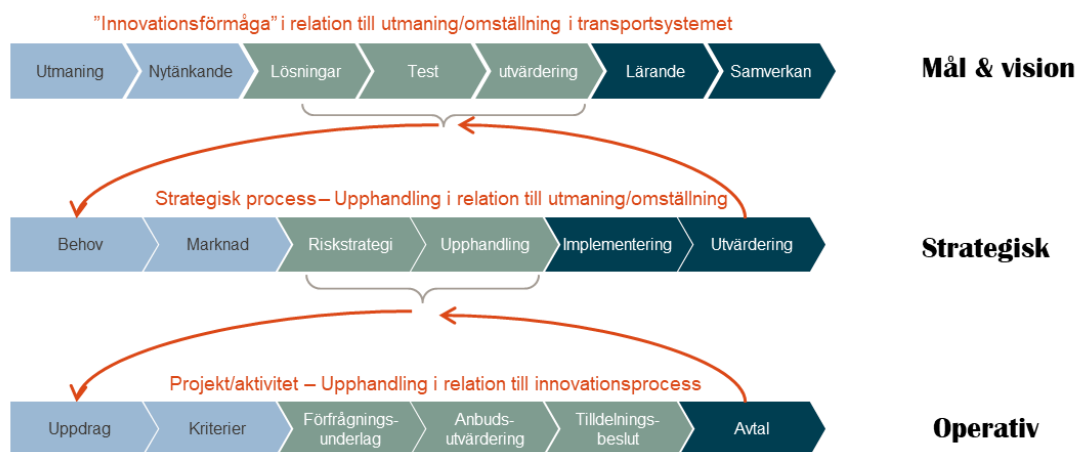 ”Innovationsförmåga” i relation till utmaning/omställning i transportsystemet
Utmaning
Nytänkande
Lösningar
Test
utvärdering
Lärande
Samverkan
Mål & vision
Strategisk process – Upphandling i relation till utmaning/omställning
Behov
Marknad
Riskstrategi
Upphandling
Implementering
Utvärdering
Strategisk
Projekt/aktivitet – Upphandling i relation till innovationsprocess
Uppdrag
Kriterier
Förfrågnings-
underlag
Anbuds-
utvärdering
Tilldelnings-
beslut
Avtal
Operativ